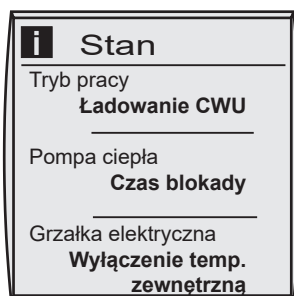 i Stan
Tryb pracy
Ładowanie CWU
Pompa ciepła
Czas blokady
Grzałka elektryczna
Wyłączenie temp.
zewnętrzną